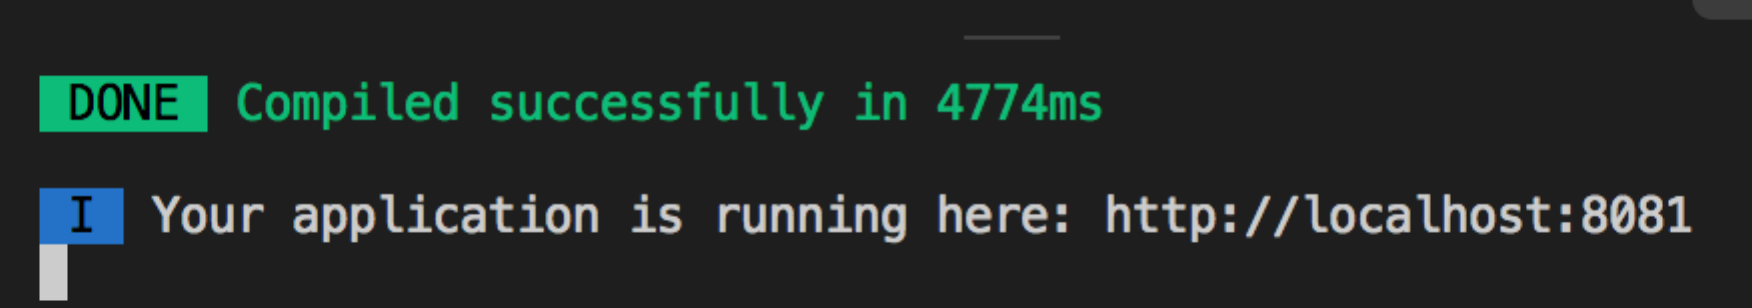 DONE Compiled successfully in 4774ms
I Your application is running here: http://localhost:8081